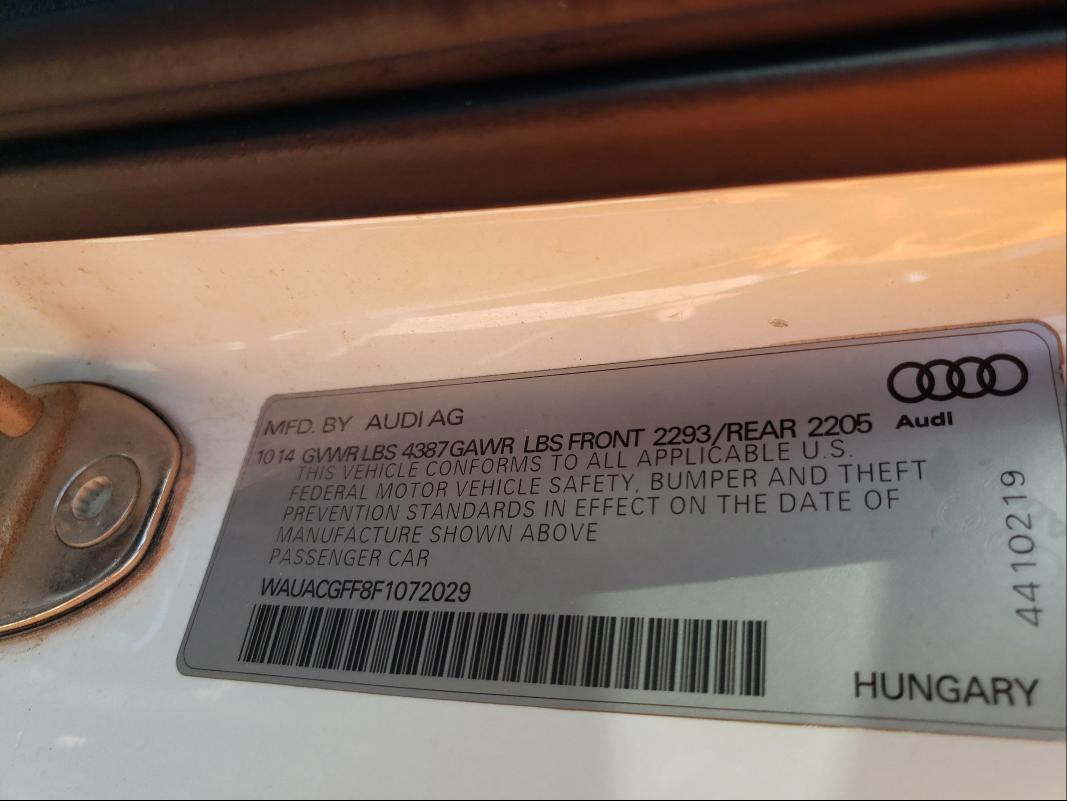 MFD. BY AUDI AG
Audi
1014 GVWR LBS 4387 GAWR LBS FRONT 2293/REAR 2205
THIS VEHICLE CONFORMS TO ALL APPLICABLE U.S.
FEDERAL MOTOR VEHICLE SAFETY, BUMPER AND THEFT
PREVENTION STANDARDS IN EFFECT ON THE DATE OF
MANUFACTURE SHOWN ABOVE
PASSENGER CAR
WAUACGFF8F1072029
4410219
HUNGARY